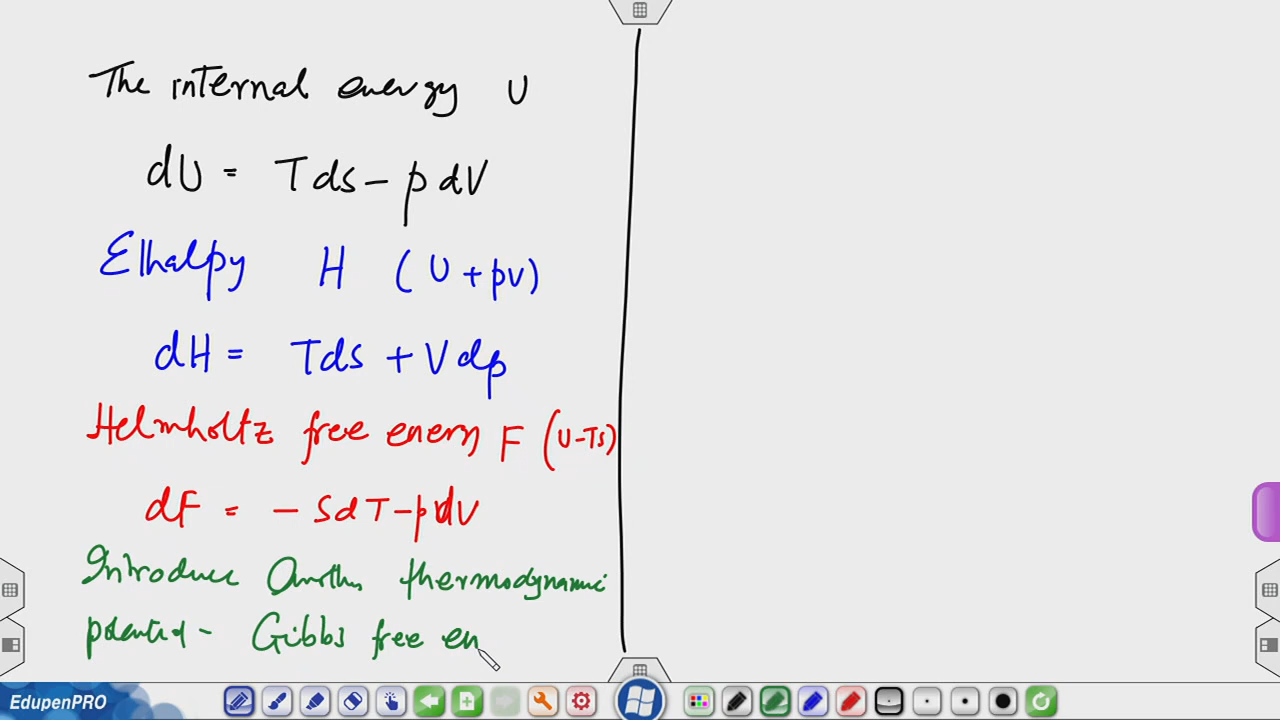 The internal energy U
dU = Tds - pdV
Enthalpy H (U + pv)
dH = Tds + Vdp
Helmholtz free energy F (U-Ts)
dF = - SdT - pdV
Introduce Another thermodynamic
potential - Gibbs free en
EdupenPRO